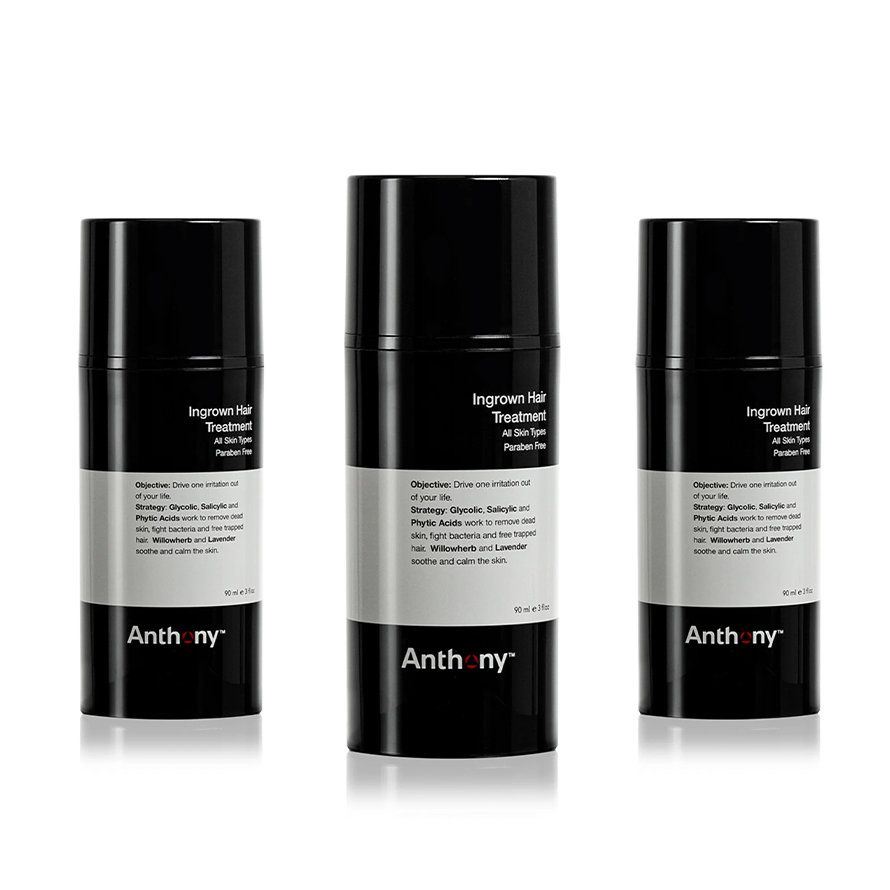 Ingrown Hair
Treatment
All Skin Types
Paraben Free
Objective: Drive one irritation out
of your life.
Strategy: Glycolic, Salicylic and
Phytic Acids work to remove dead
skin, fight bacteria and free trapped
hair. Willowherb and Lavender
soothe and calm the skin.
90 ml e 3 fl oz
Anthony™
Ingrown Hair
Treatment
All Skin Types
Paraben Free
Objective: Drive one irritation out
of your life.
Strategy: Glycolic, Salicylic and
Phytic Acids work to remove dead
skin, fight bacteria and free trapped
hair. Willowherb and Lavender
soothe and calm the skin.
90 ml e 3 fl oz
Anthony™
Ingrown Hair
Treatment
All Skin Types
Paraben Free
Objective: Drive one irritation out
of your life.
Strategy: Glycolic, Salicylic and
Phytic Acids work to remove dead
skin, fight bacteria and free trapped
hair. Willowherb and Lavender
soothe and calm the skin.
90 ml e 3 fl oz
Anthony™